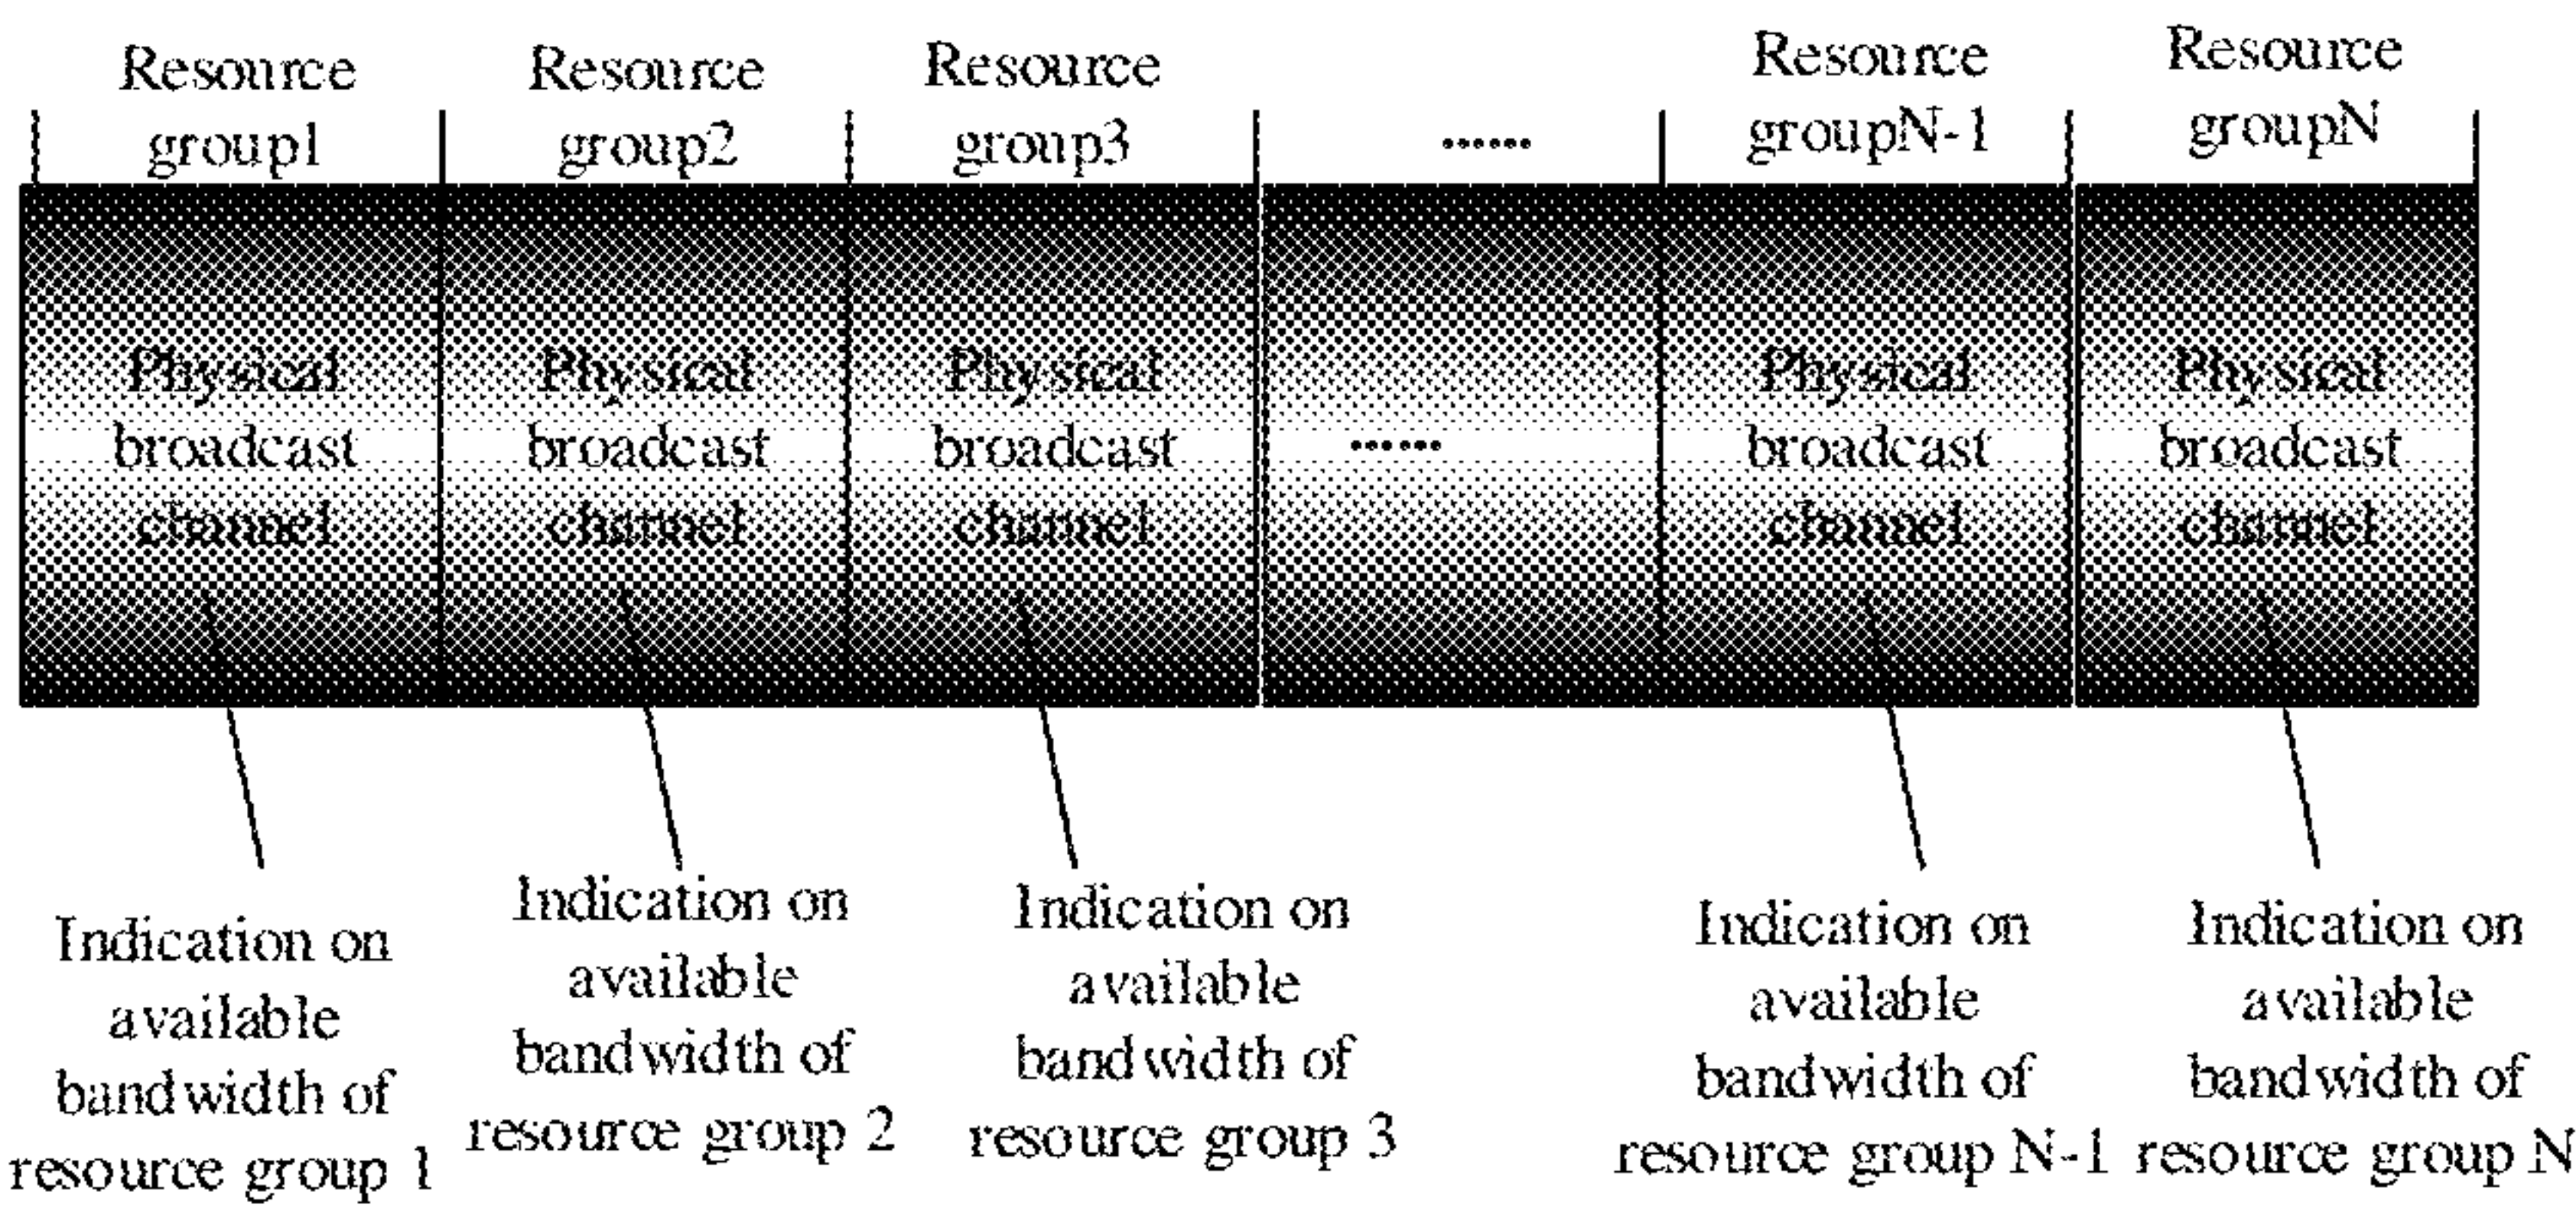 Resource
group1
Resource
group2
Resource
group3
......
Resource
groupN-1
Resource
groupN
Physical
broadcast
channel
Physical
broadcast
channel
Physical
broadcast
channel
......
Physical
broadcast
channel
Physical
broadcast
channel
Indication on
available
bandwidth of
resource group 1
Indication on
available
bandwidth of
resource group 2
Indication on
available
bandwidth of
resource group 3
Indication on
available
bandwidth of
resource group N-1
Indication on
available
bandwidth of
resource group N